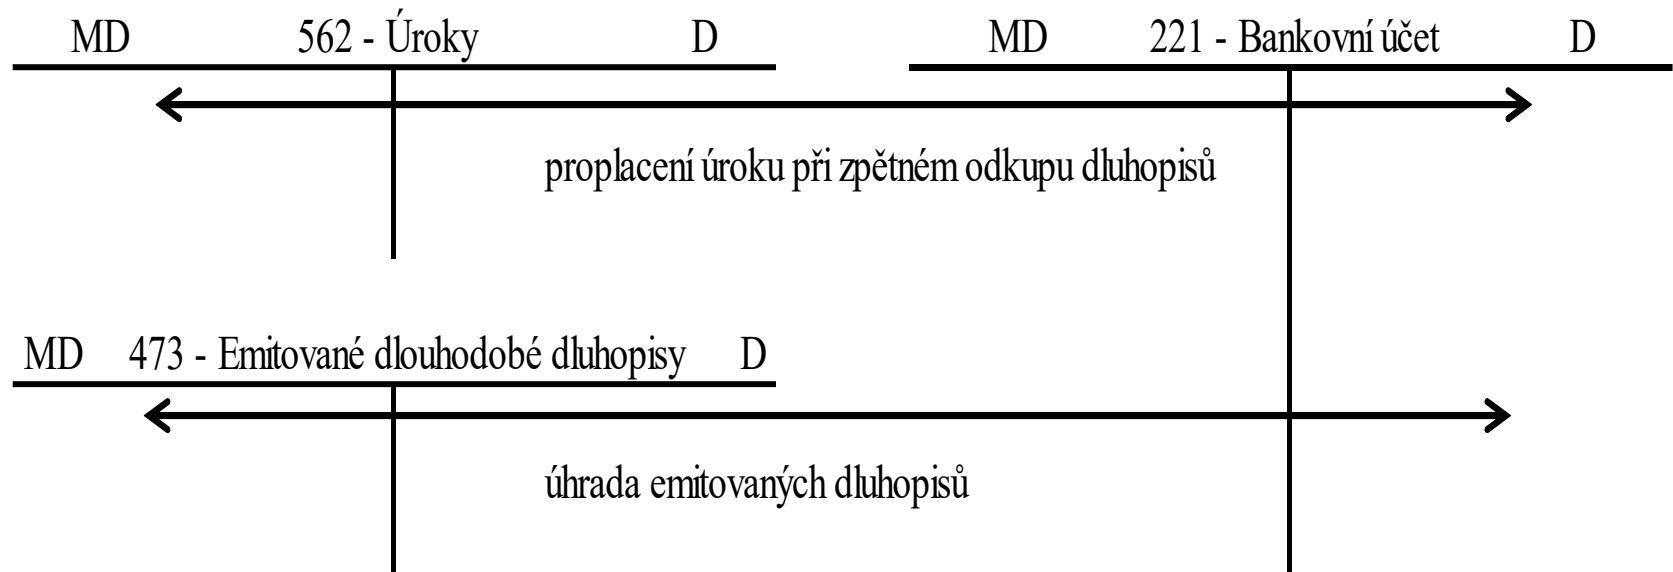 MD 562 - Úroky D MD 221 - Bankovní účet D
proplacení úroku při zpětném odkupu dluhopisů
MD 473 - Emitované dlouhodobé dluhopisy D
úhrada emitovaných dluhopisů